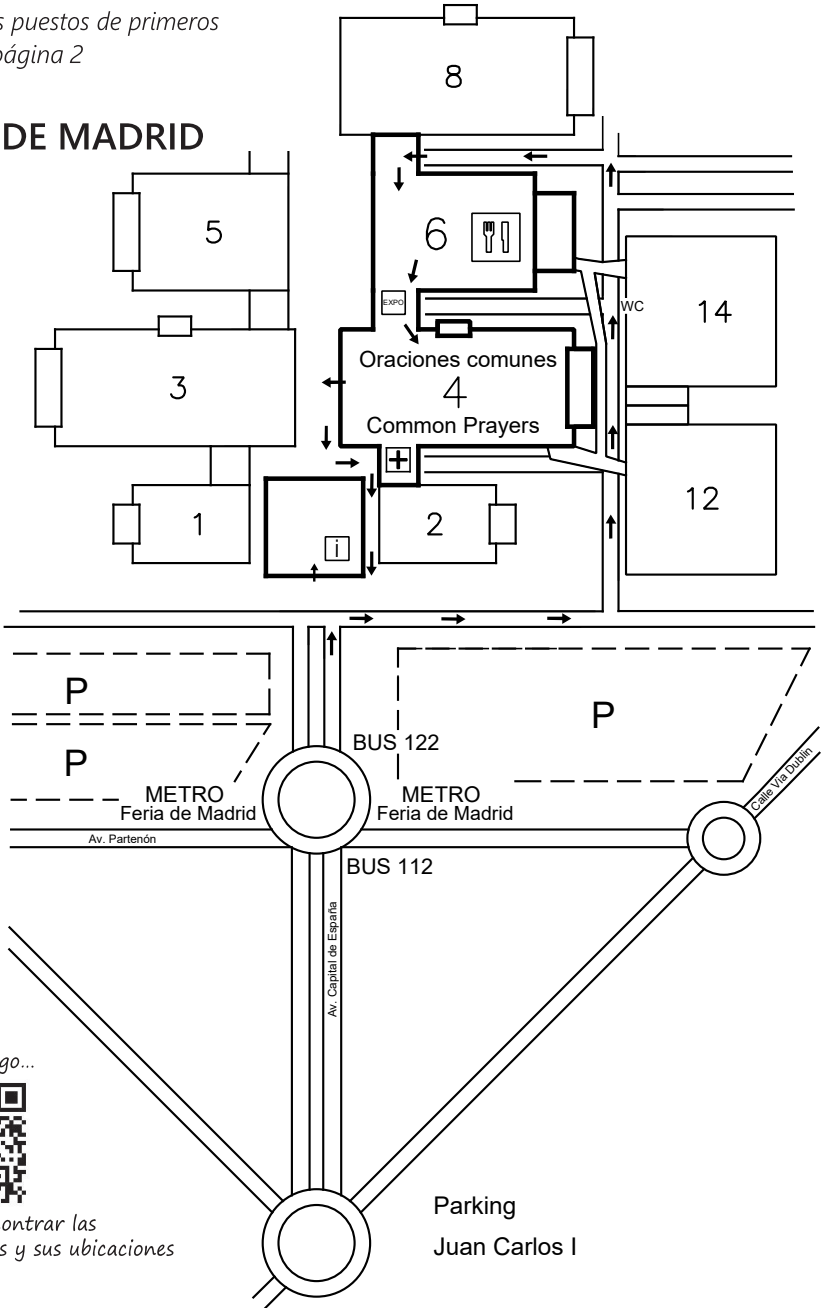 s puestos de primeros
página 2
DE MADRID
8
5
6
EXPO
WC
14
Oraciones comunes
3
4
Common Prayers
1
2
12
i
P
P
P
BUS 122
METRO
Feria de Madrid
METRO
Feria de Madrid
Calle Via Dublin
Av. Partenón
BUS 112
Av. Capital de España
go...
ontrar las
s y sus ubicaciones
Parking
Juan Carlos I